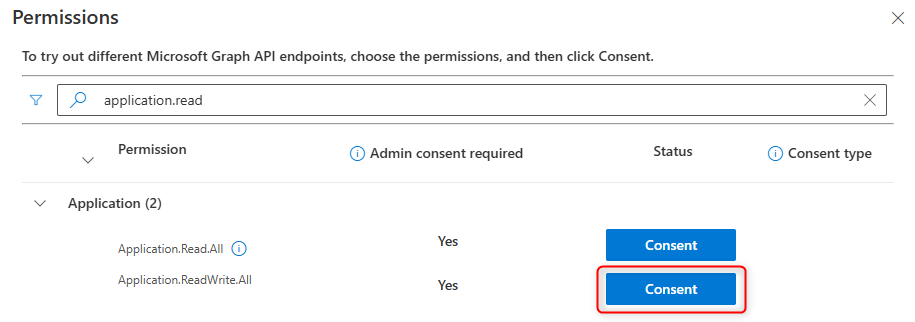 Permissions
To try out different Microsoft Graph API endpoints, choose the permissions, and then click Consent.
application.read
Permission Admin consent required Status Consent type
Application (2)
Application.Read.All Yes Consent
Application.ReadWrite.All Yes Consent